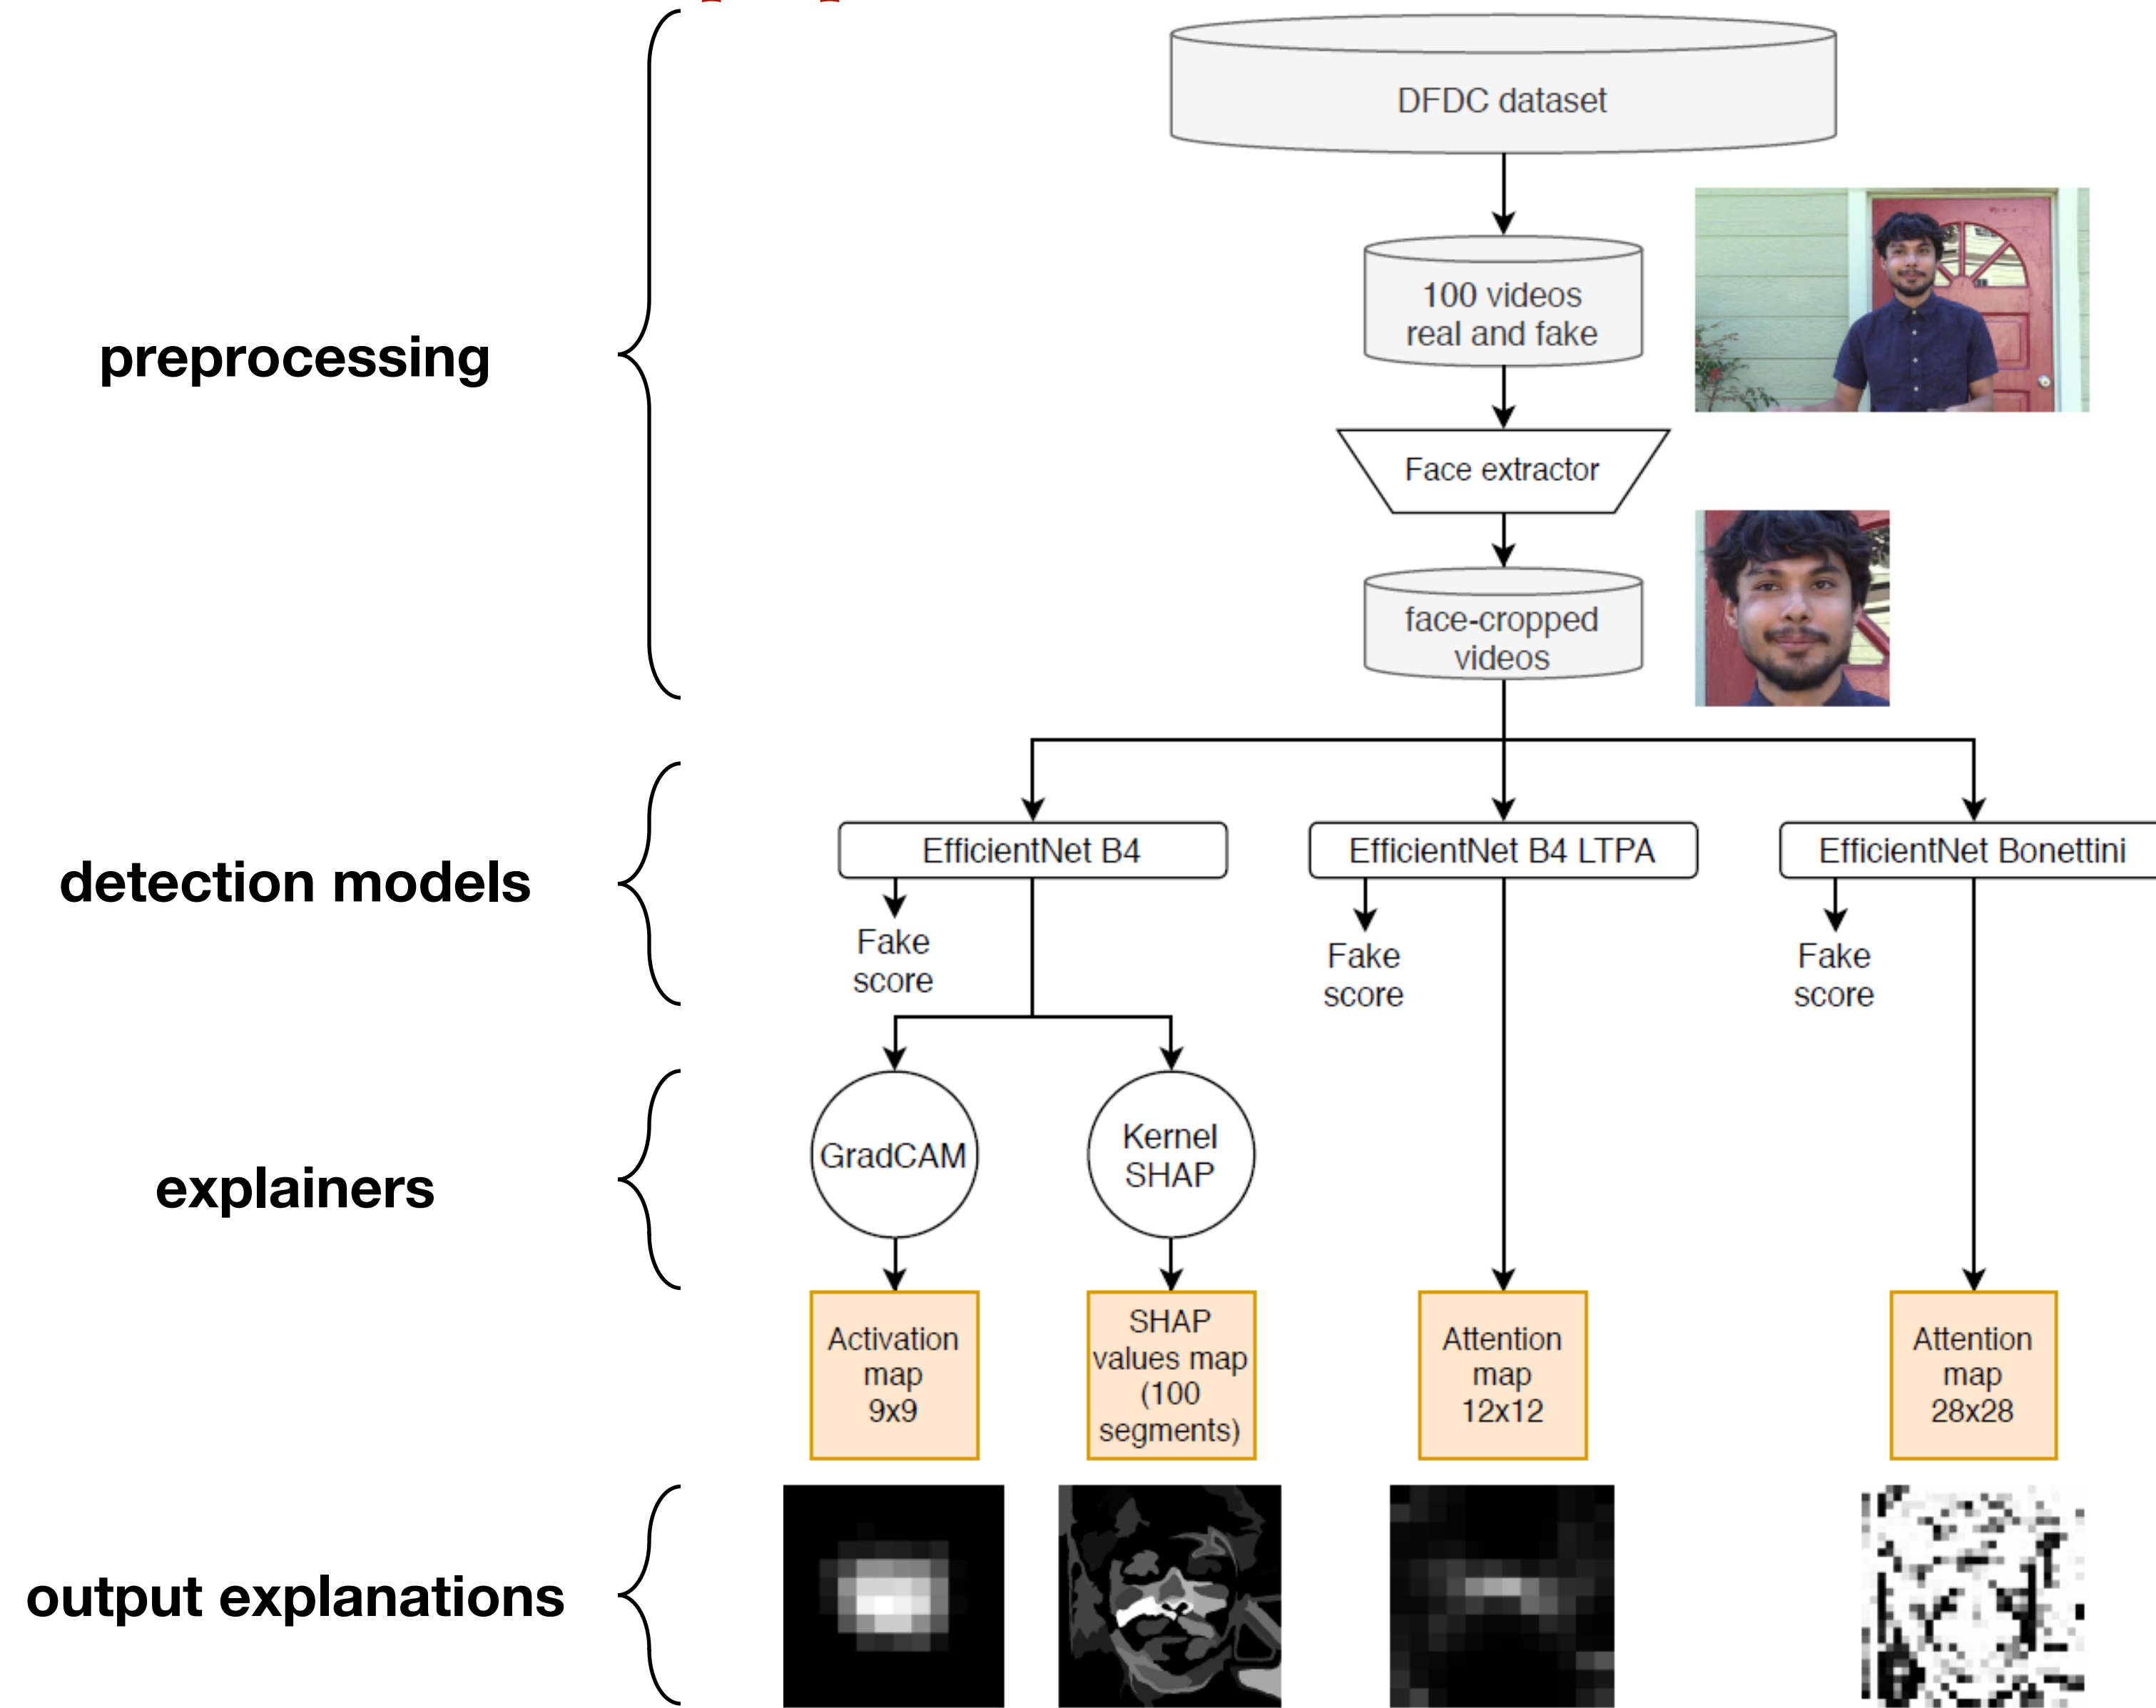 DFDC dataset
100 videos
real and fake
preprocessing
Face extractor
face-cropped
videos
detection models
EfficientNet B4
EfficientNet B4 LTPA
EfficientNet Bonettini
Fake
score
Fake
score
Fake
score
explainers
GradCAM
Kernel
SHAP
Activation
map
9x9
SHAP
values map
(100
segments)
Attention
map
12x12
Attention
map
28x28
output explanations